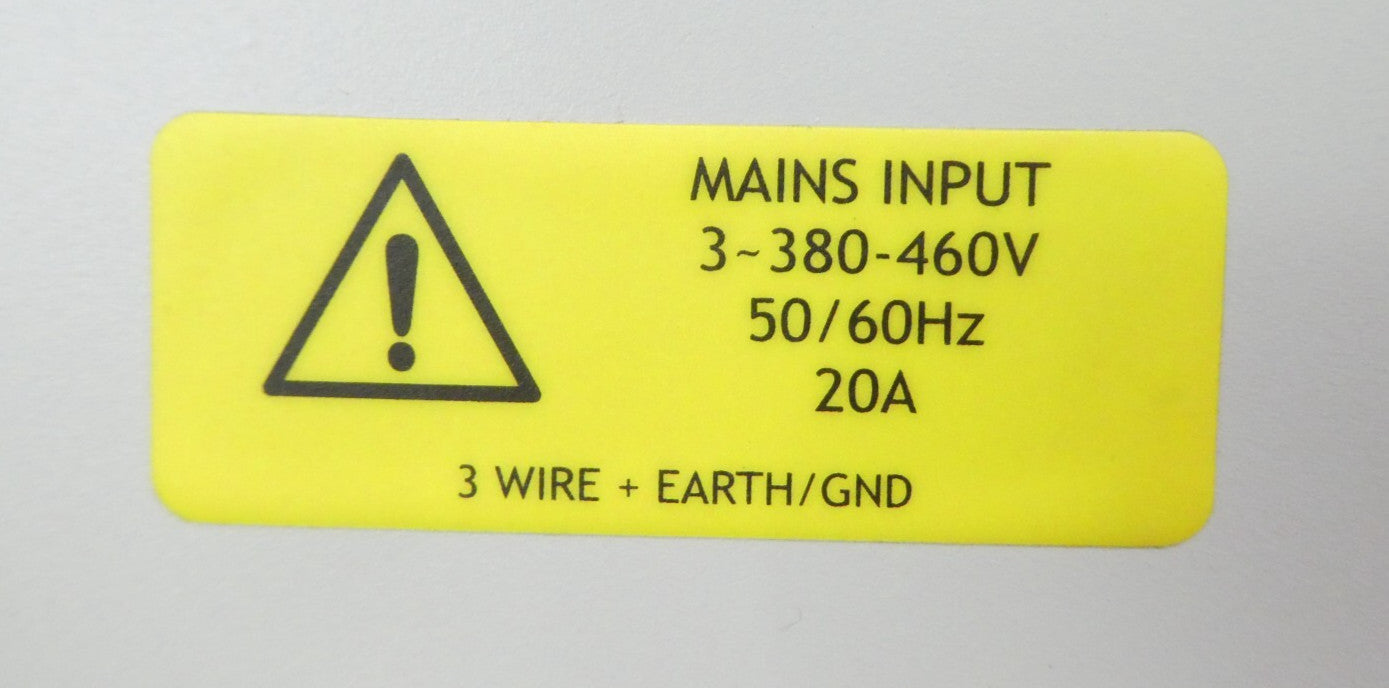 MAINS INPUT
3~380-460V
50/60Hz
20A
3 WIRE + EARTH/GND